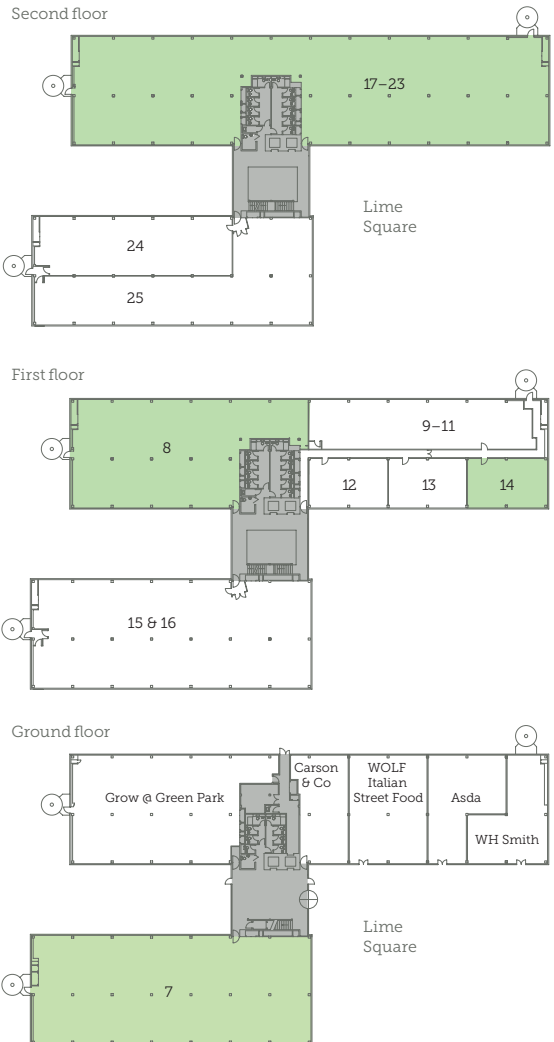 Second floor
17–23
Lime
Square
24
25
First floor
8
9–11
12
13
14
15 & 16
Ground floor
Grow @ Green Park
Carson
& Co
WOLF
Italian
Street Food
Asda
WH Smith
Lime
Square
7